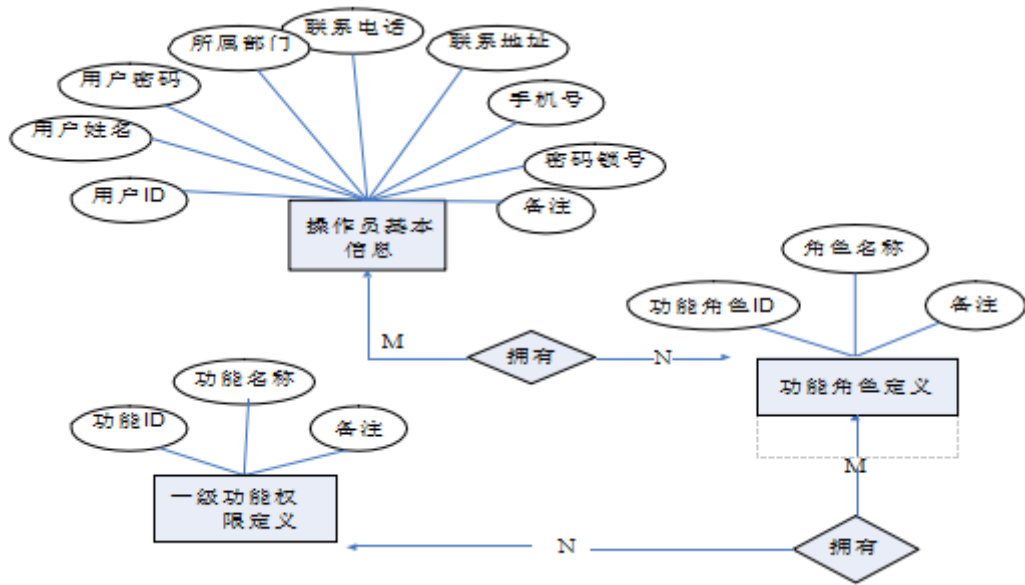 联系电话
所属部门
联系地址
用户密码
手机号
用户姓名
密码锁号
用户ID
备注
操作员基本
信息
角色名称
功能角色ID
备注
M
拥有
N
功能名称
功能角色定义
功能ID
备注
M
一级功能权
限定义
N
拥有